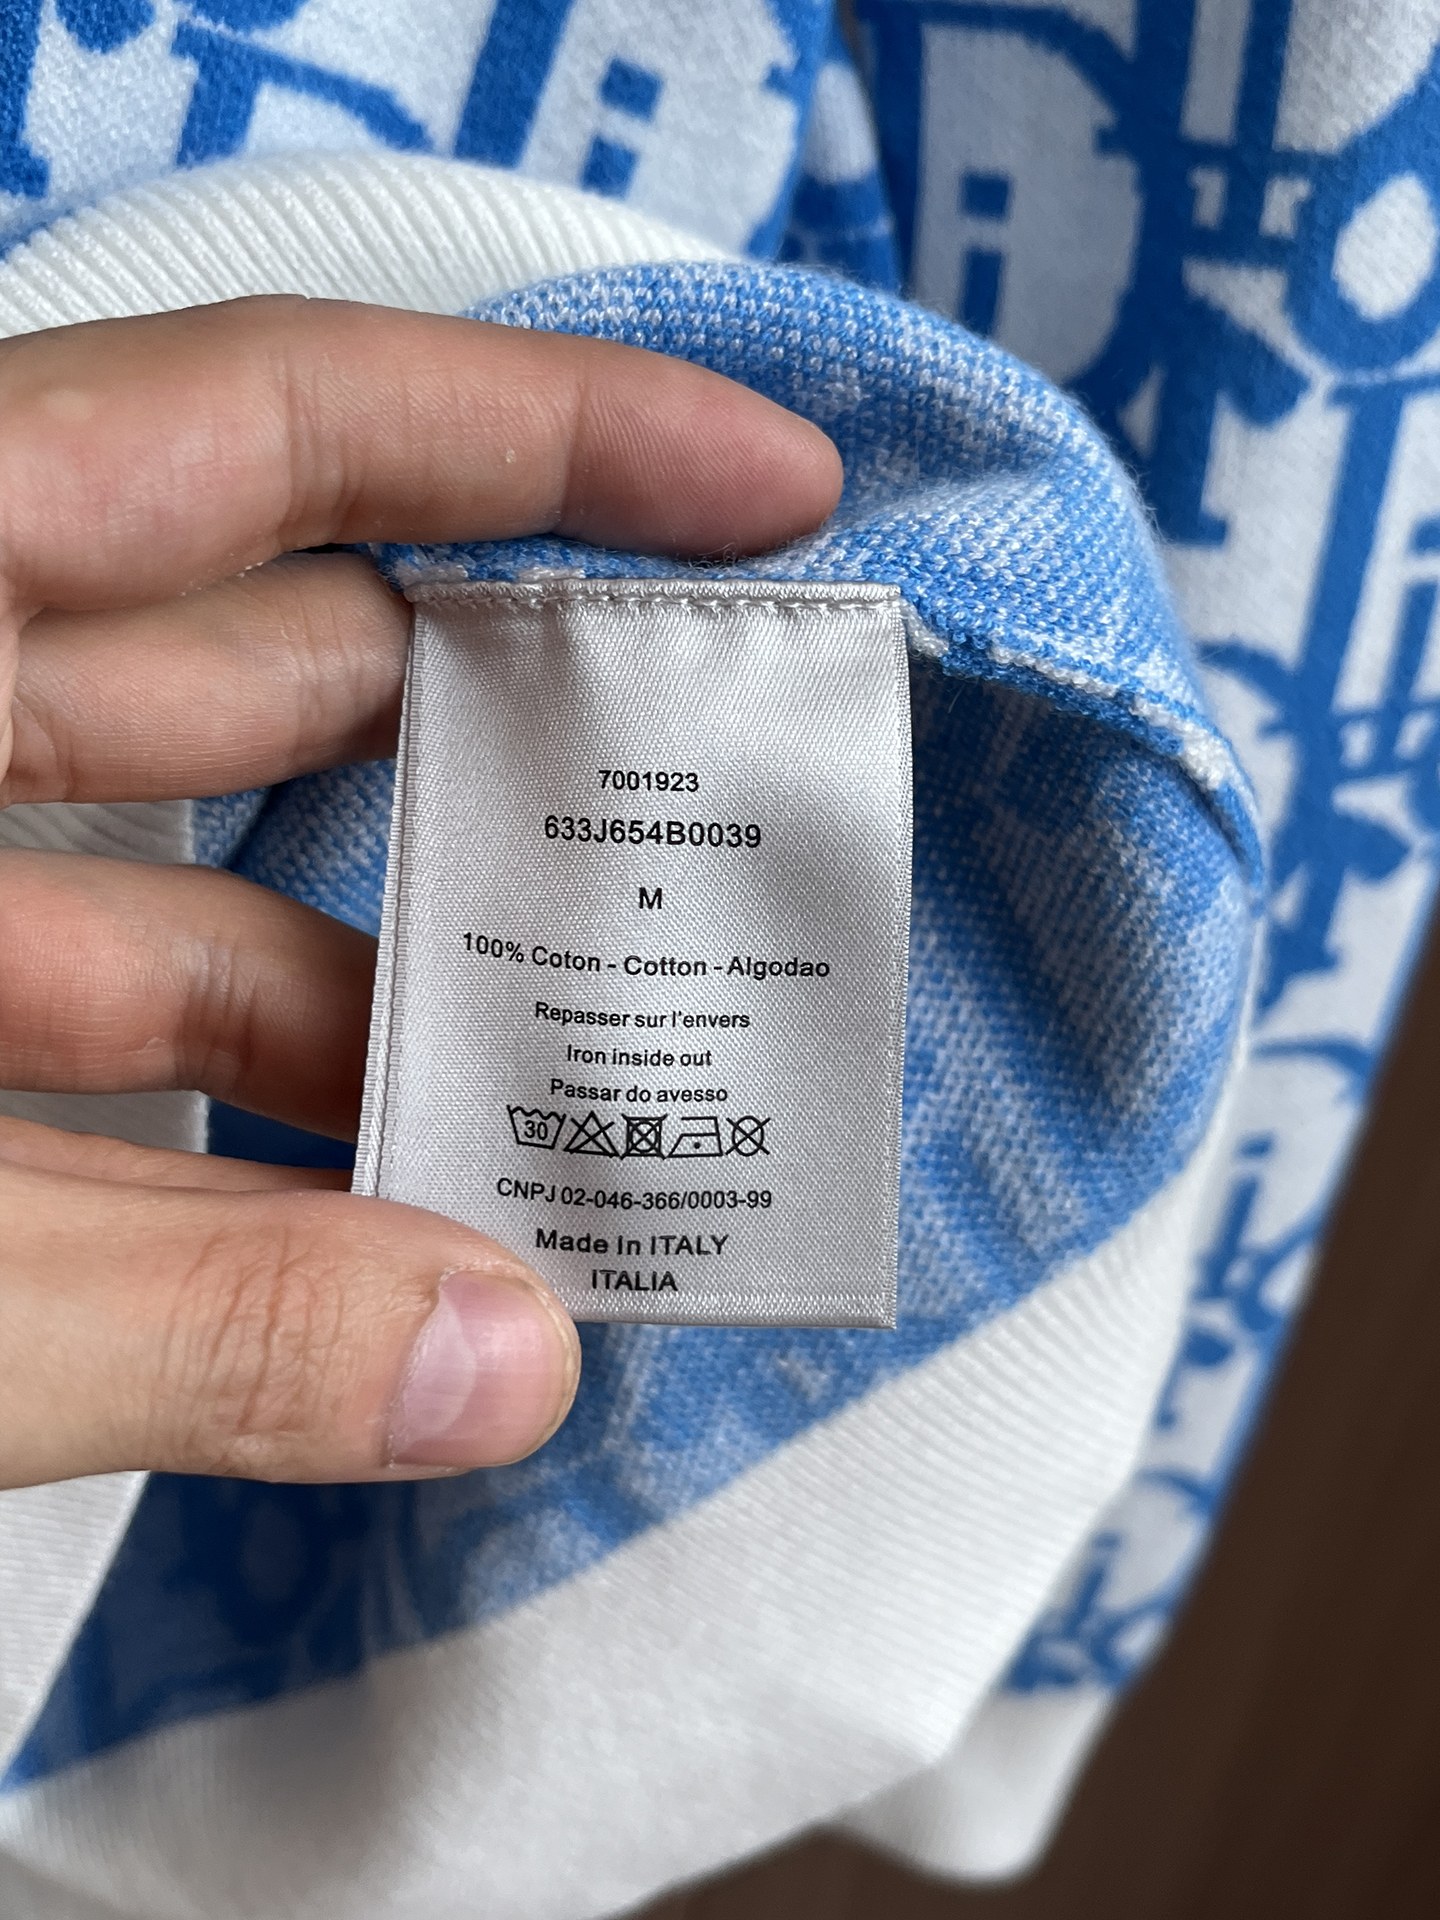 7001923
633J654B0039
M
100% Coton - Cotton - Algodao
Repasser sur l'envers
Iron inside out
Passar do avesso
30
CNPJ 02-046-366/0003-99
Made In ITALY
ITALIA